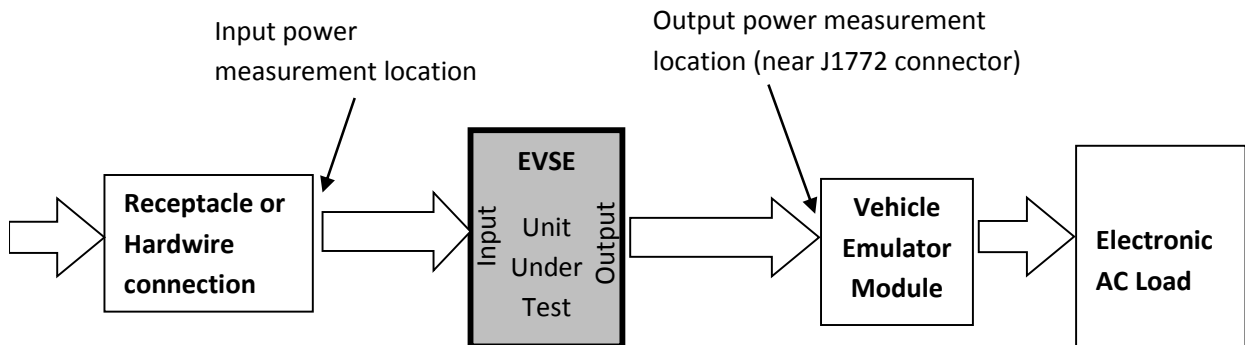 Input power
measurement location
Output power measurement
location (near J1772 connector)
Receptacle or
Hardwire
connection
EVSE
Input
Unit
Under
Test
Output
Vehicle
Emulator
Module
Electronic
AC Load